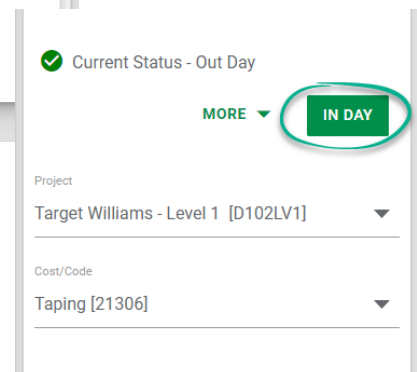 Current Status - Out Day
MORE IN DAY
Project
Target Williams - Level 1 [D102LV1]
Cost/Code
Taping [21306]